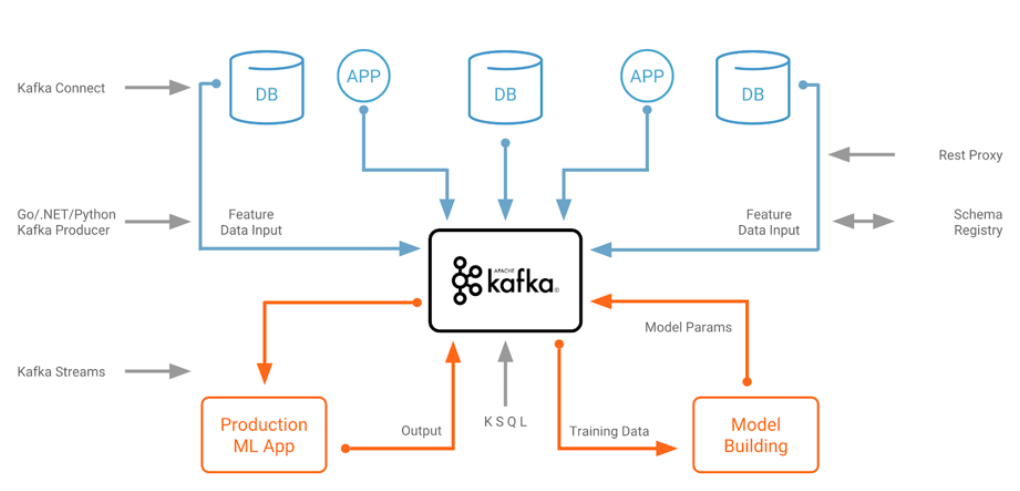 DB
APP
DB
APP
DB
Kafka Connect
Rest Proxy
Go/.NET/Python
Kafka Producer
Feature
Data Input
Feature
Data Input
Schema
Registry
APACHE
kafka®
Model Params
Kafka Streams
Production
ML App
Output
K S Q L
Training Data
Model
Building